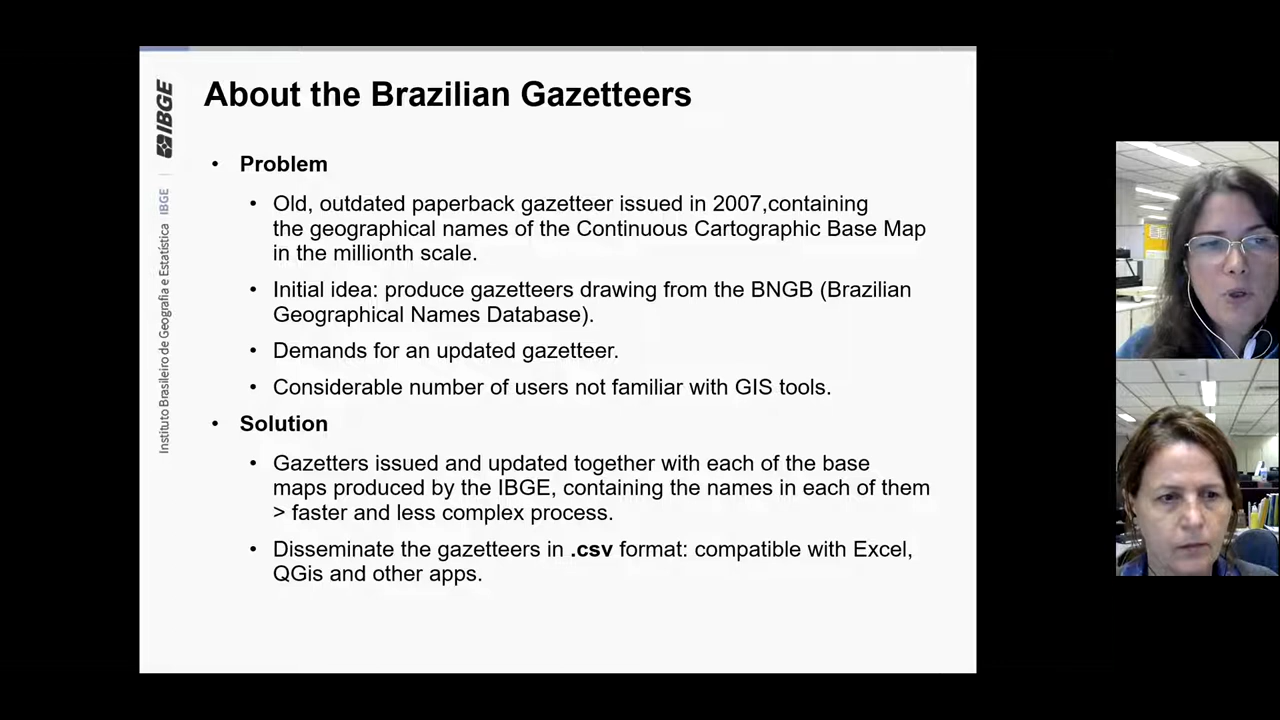 About the Brazilian Gazetteers
IBGE
Instituto Brasileiro de Geografia e Estatística | IBGE
• Problem
• Old, outdated paperback gazetteer issued in 2007,containing
the geographical names of the Continuous Cartographic Base Map
in the millionth scale.
• Initial idea: produce gazetteers drawing from the BNGB (Brazilian
Geographical Names Database).
• Demands for an updated gazetteer.
• Considerable number of users not familiar with GIS tools.
• Solution
• Gazetters issued and updated together with each of the base
maps produced by the IBGE, containing the names in each of them
> faster and less complex process.
• Disseminate the gazetteers in .csv format: compatible with Excel,
QGis and other apps.